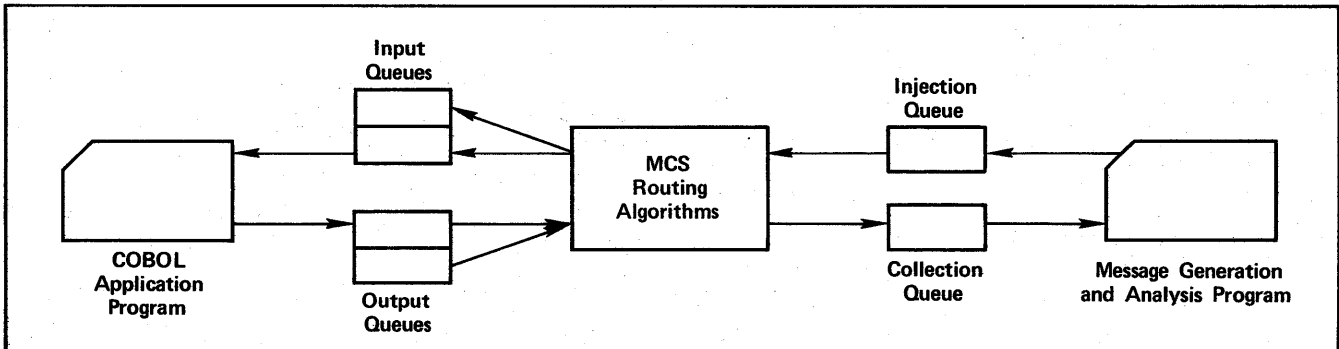 Input
Queues
Injection
Queue
MCS
Routing
Algorithms
COBOL
Application
Program
Output
Queues
Collection
Queue
Message Generation
and Analysis Program